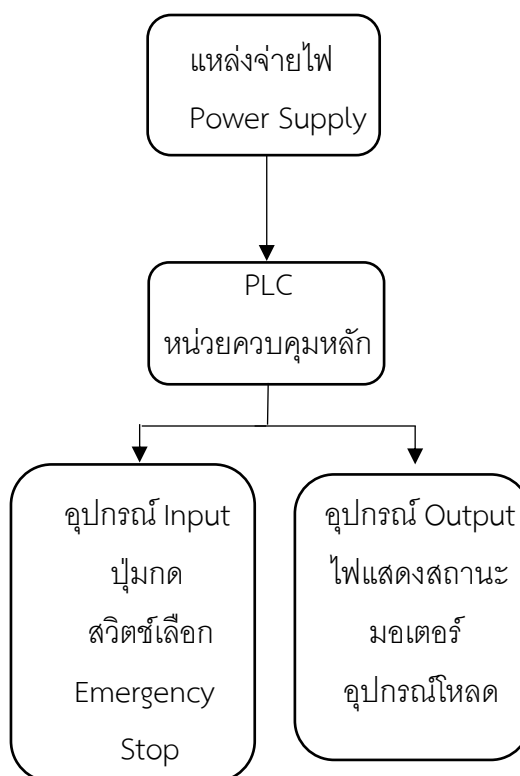 แหล่งจ่ายไฟ
Power Supply
PLC
หน่วยควบคุมหลัก
อุปกรณ์ Input
ปุ่มกด
สวิตช์เลือก
Emergency
Stop
อุปกรณ์ Output
ไฟแสดงสถานะ
มอเตอร์
อุปกรณ์โหลด